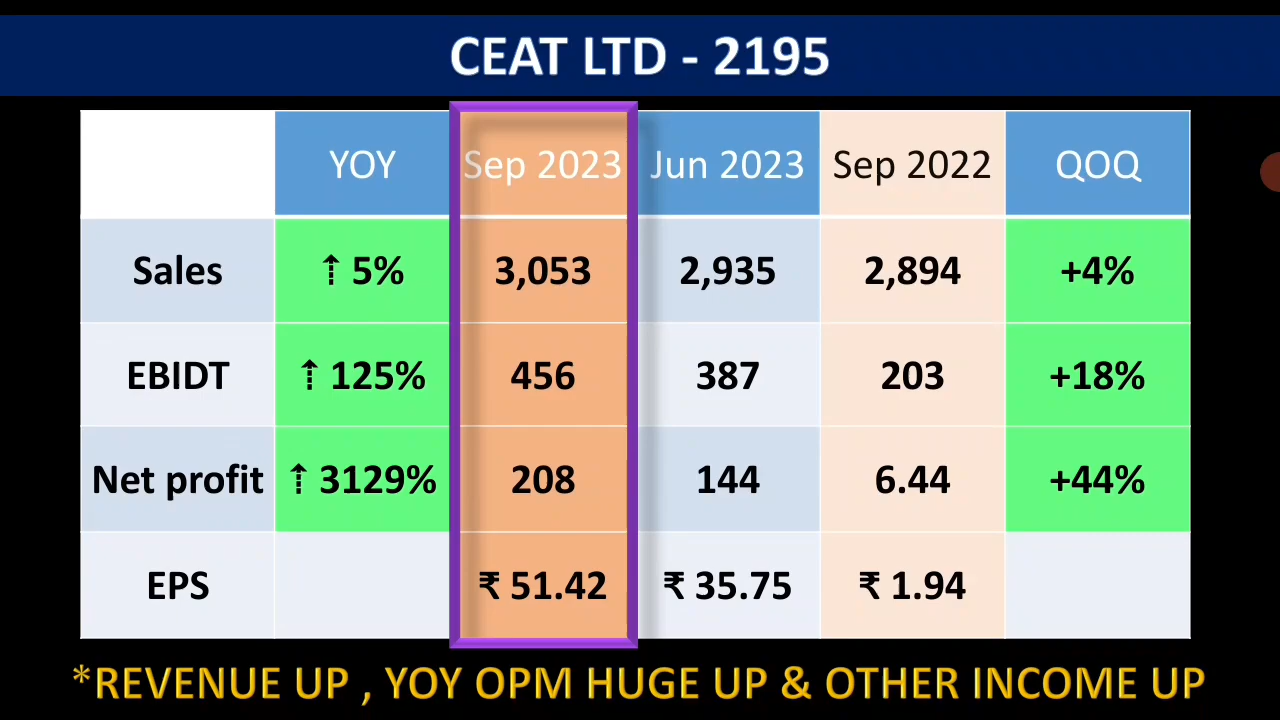 CEAT LTD - 2195
YOY Sep 2023 Jun 2023 Sep 2022 QOQ
Sales ⇡ 5% 3,053 2,935 2,894 +4%
EBIDT ⇡ 125% 456 387 203 +18%
Net profit ⇡ 3129% 208 144 6.44 +44%
EPS ₹ 51.42 ₹ 35.75 ₹ 1.94
*REVENUE UP , YOY OPM HUGE UP & OTHER INCOME UP